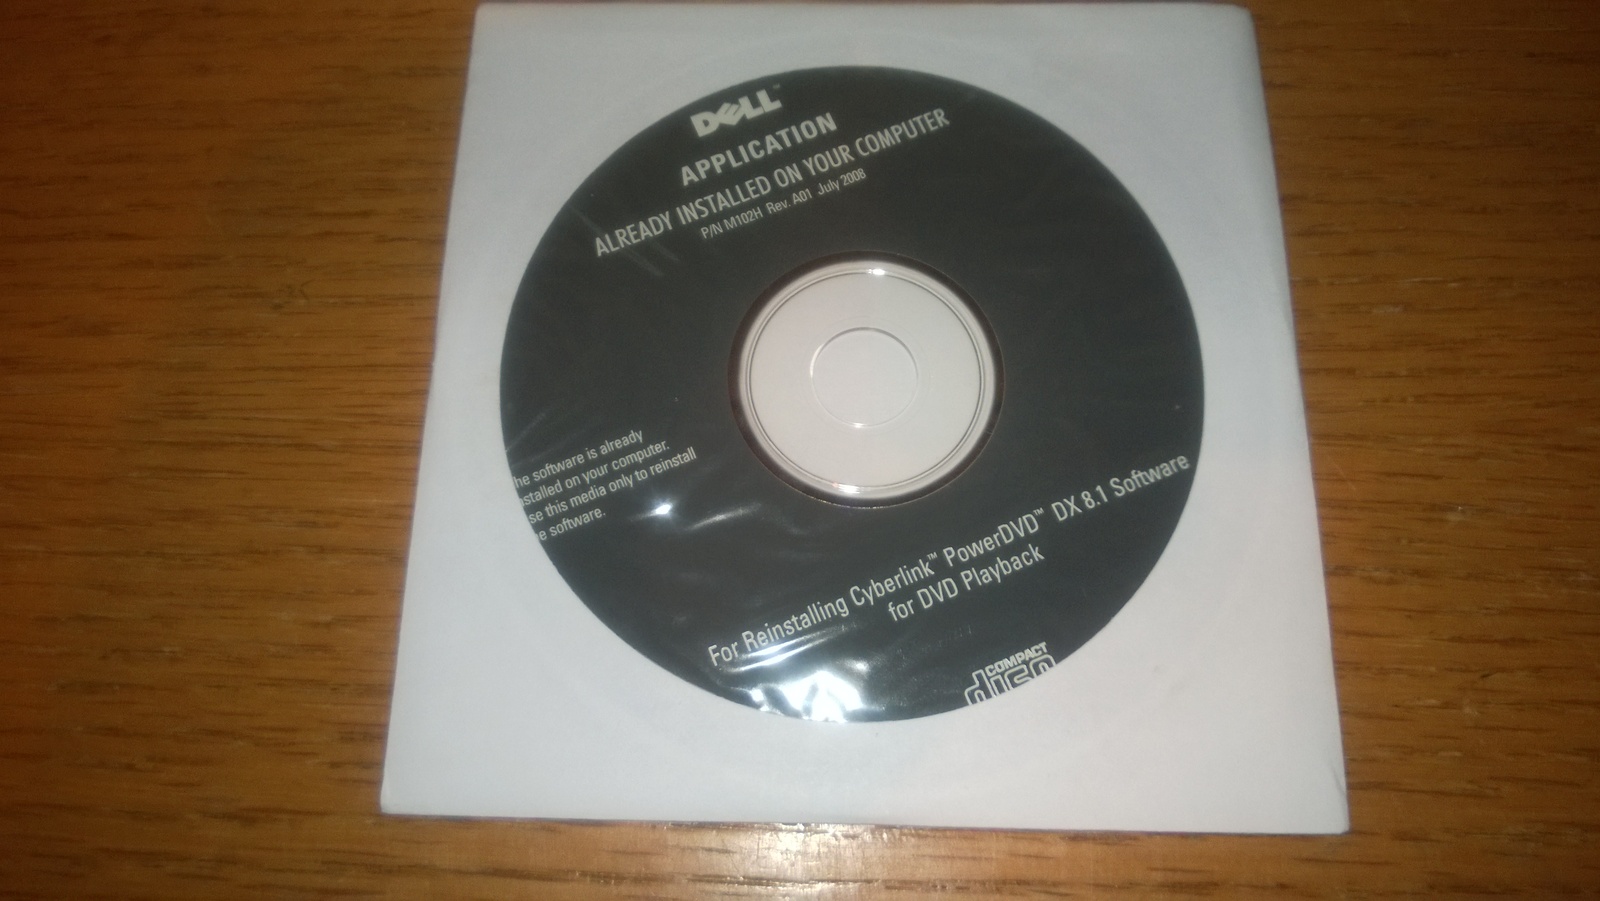 DELL™
APPLICATION
ALREADY INSTALLED ON YOUR COMPUTER
P/N M102H Rev. A01 July 2008
he software is already
stalled on your computer.
se this media only to reinstall
e software.
For Reinstalling Cyberlink™ PowerDVD™ DX 8.1 Software
for DVD Playback
COMPACT
disc